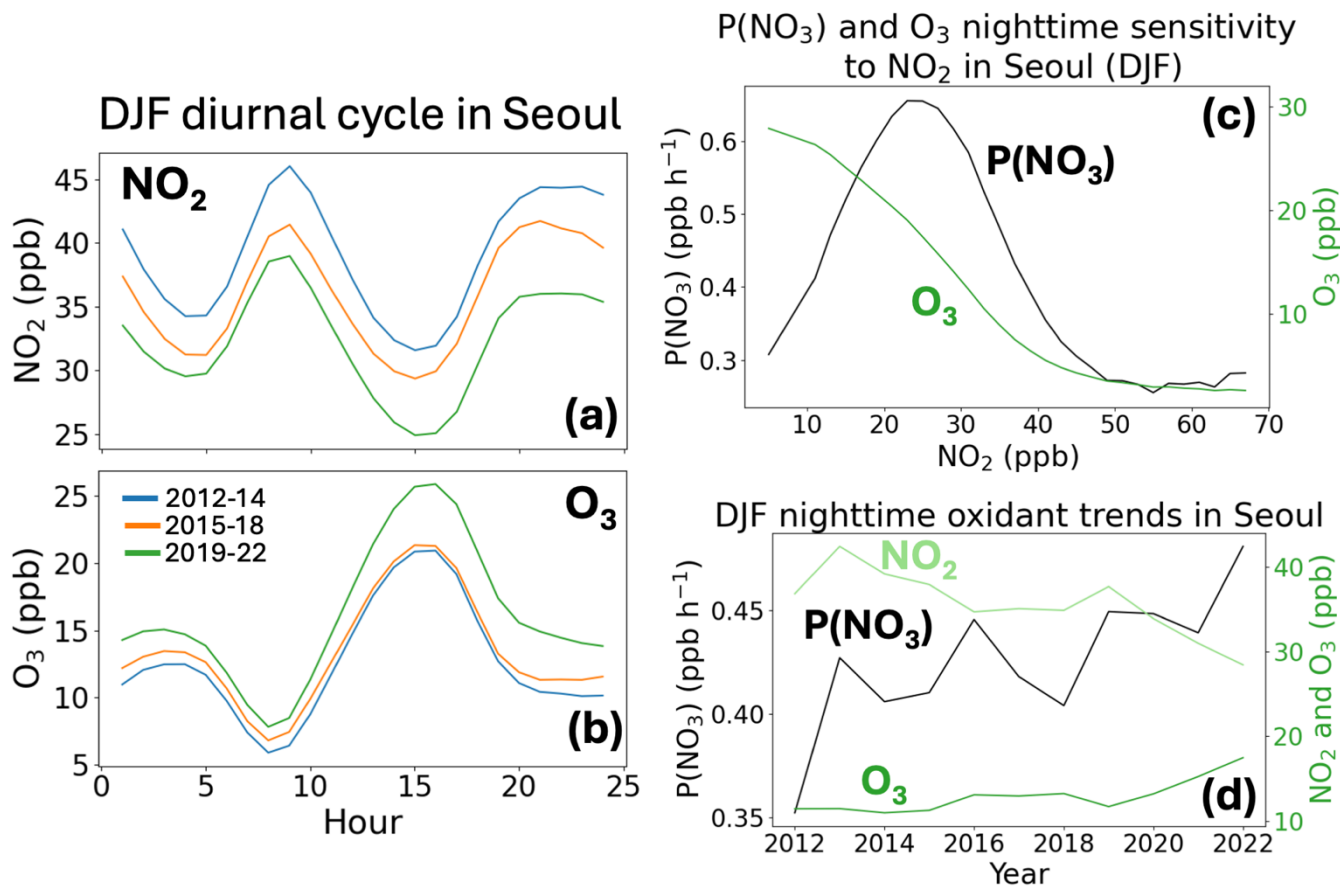 DJF diurnal cycle in Seoul
NO₂ (ppb)
45
40
35
30
25
NO₂
(a)
O₃ (ppb)
25
20
15
10
5
2012-14
2015-18
2019-22
O₃
(b)
0 5 10 15 20 25
Hour
P(NO₃) and O₃ nighttime sensitivity
to NO₂ in Seoul (DJF)
P(NO₃) (ppb h⁻¹)
0.6
0.5
0.4
0.3
(c)
P(NO₃)
O₃
30
20
10
O₃ (ppb)
10 20 30 40 50 60 70
NO₂ (ppb)
DJF nighttime oxidant trends in Seoul
P(NO₃) (ppb h⁻¹)
0.45
0.40
0.35
NO₂
P(NO₃)
O₃
(d)
40
30
20
10
NO₂ and O₃ (ppb)
2012 2014 2016 2018 2020 2022
Year